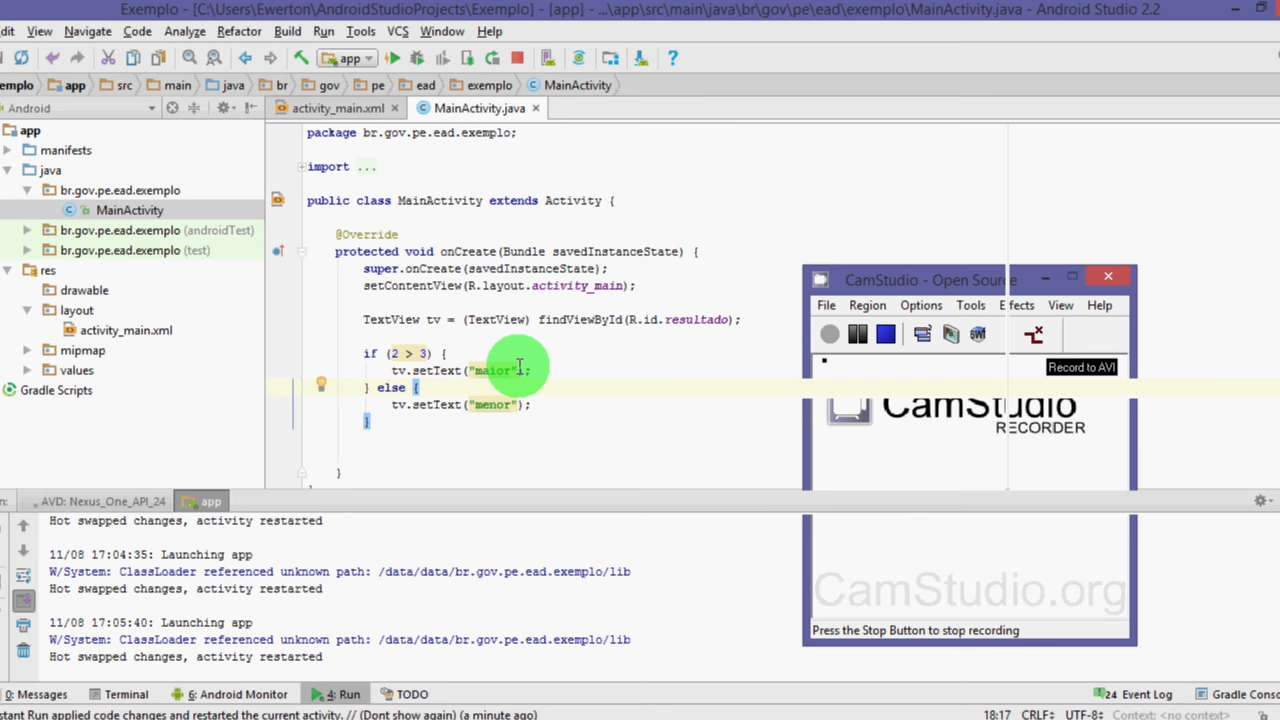 Exemplo - [C:\Users\Ewerton\AndroidStudioProjects\Exemplo] - [app] - ...\app\src\main\java\br\gov\pe\ead\exemplo\MainActivity.java - Android Studio 2.2
dit View Navigate Code Analyze Refactor Build Run Tools VCS Window Help
app
emplo app src main java br gov pe ead exemplo MainActivity
Android
activity_main.xml MainActivity.java
app
manifests
java
br.gov.pe.ead.exemplo
MainActivity
br.gov.pe.ead.exemplo (androidTest)
br.gov.pe.ead.exemplo (test)
res
drawable
layout
activity_main.xml
mipmap
values
Gradle Scripts
package br.gov.pe.ead.exemplo;
import ...
public class MainActivity extends Activity {
@Override
protected void onCreate(Bundle savedInstanceState) {
super.onCreate(savedInstanceState);
setContentView(R.layout.activity_main);
TextView tv = (TextView) findViewById(R.id.resultado);
if (2 > 3) {
tv.setText("maior");
} else {
tv.setText("menor");
}
}
CamStudio - Open Source
File Region Options Tools Effects View Help
SWF
Record to AVI
CamStudio
RECORDER
CamStudio.org
Press the Stop Button to stop recording
n: AVD: Nexus_One_API_24 app
Hot swapped changes, activity restarted
11/08 17:04:35: Launching app
W/System: ClassLoader referenced unknown path: /data/data/br.gov.pe.ead.exemplo/lib
Hot swapped changes, activity restarted
11/08 17:05:40: Launching app
W/System: ClassLoader referenced unknown path: /data/data/br.gov.pe.ead.exemplo/lib
Hot swapped changes, activity restarted
0: Messages Terminal 6: Android Monitor 4: Run TODO 24 Event Log Gradle Conso
stant Run applied code changes and restarted the current activity. // (Dont show again) (a minute ago) 18:17 CRLF UTF-8 Context: <no context>